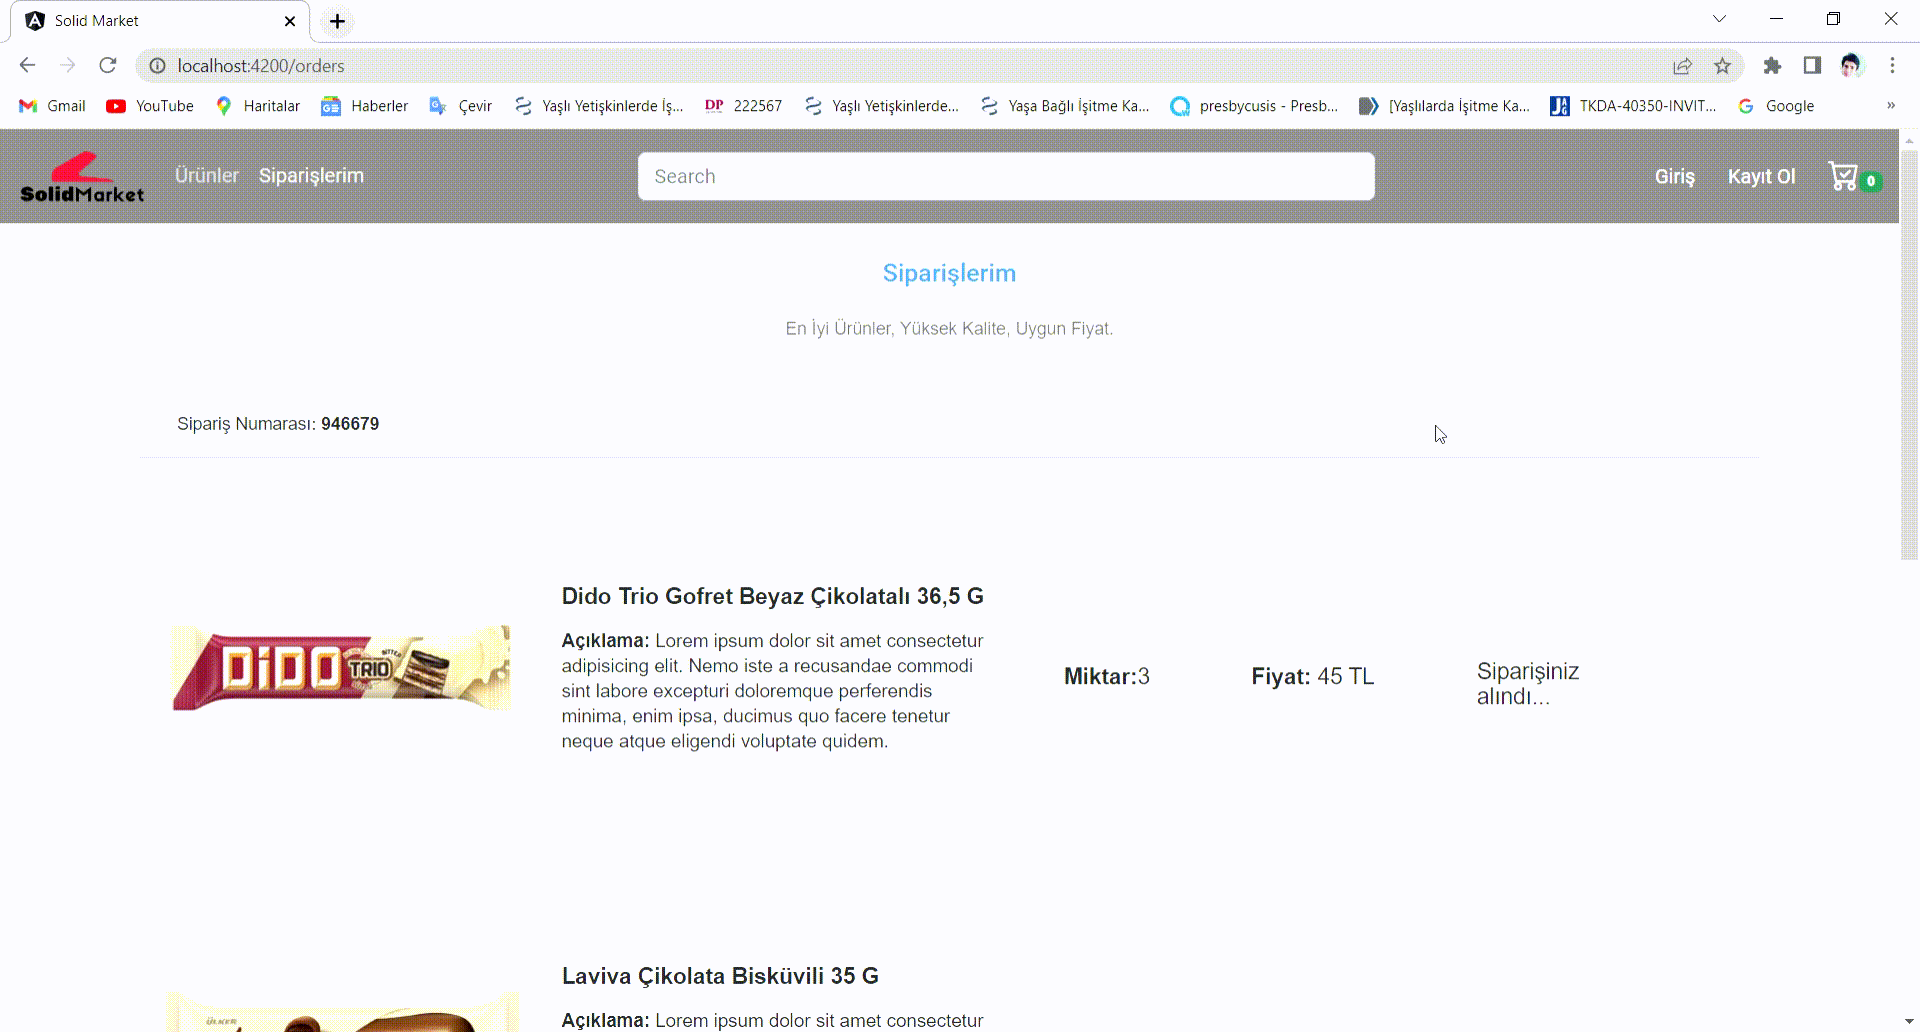 Solid Market
localhost:4200/orders
Gmail YouTube Haritalar Haberler Çevir Yaşlı Yetişkinlerde İş... DP 222567 Yaşlı Yetişkinlerde... Yaşa Bağlı İşitme Ka... presbycusis - Presb... [Yaşlılarda İşitme Ka... TKDA-40350-INVIT... Google »
SolidMarket Ürünler Siparişlerim Search Giriş Kayıt Ol 0
Siparişlerim
En İyi Ürünler, Yüksek Kalite, Uygun Fiyat.
Sipariş Numarası: 946679
Dido Trio Gofret Beyaz Çikolatalı 36,5 G
Açıklama: Lorem ipsum dolor sit amet consectetur
adipisicing elit. Nemo iste a recusandae commodi
sint labore excepturi doloremque perferendis
minima, enim ipsa, ducimus quo facere tenetur
neque atque eligendi voluptate quidem.
DiDO TRIO
Miktar:3
Fiyat: 45 TL
Siparişiniz
alındı...
Laviva Çikolata Bisküvili 35 G
Açıklama: Lorem ipsum dolor sit amet consectetur
ÜLKER